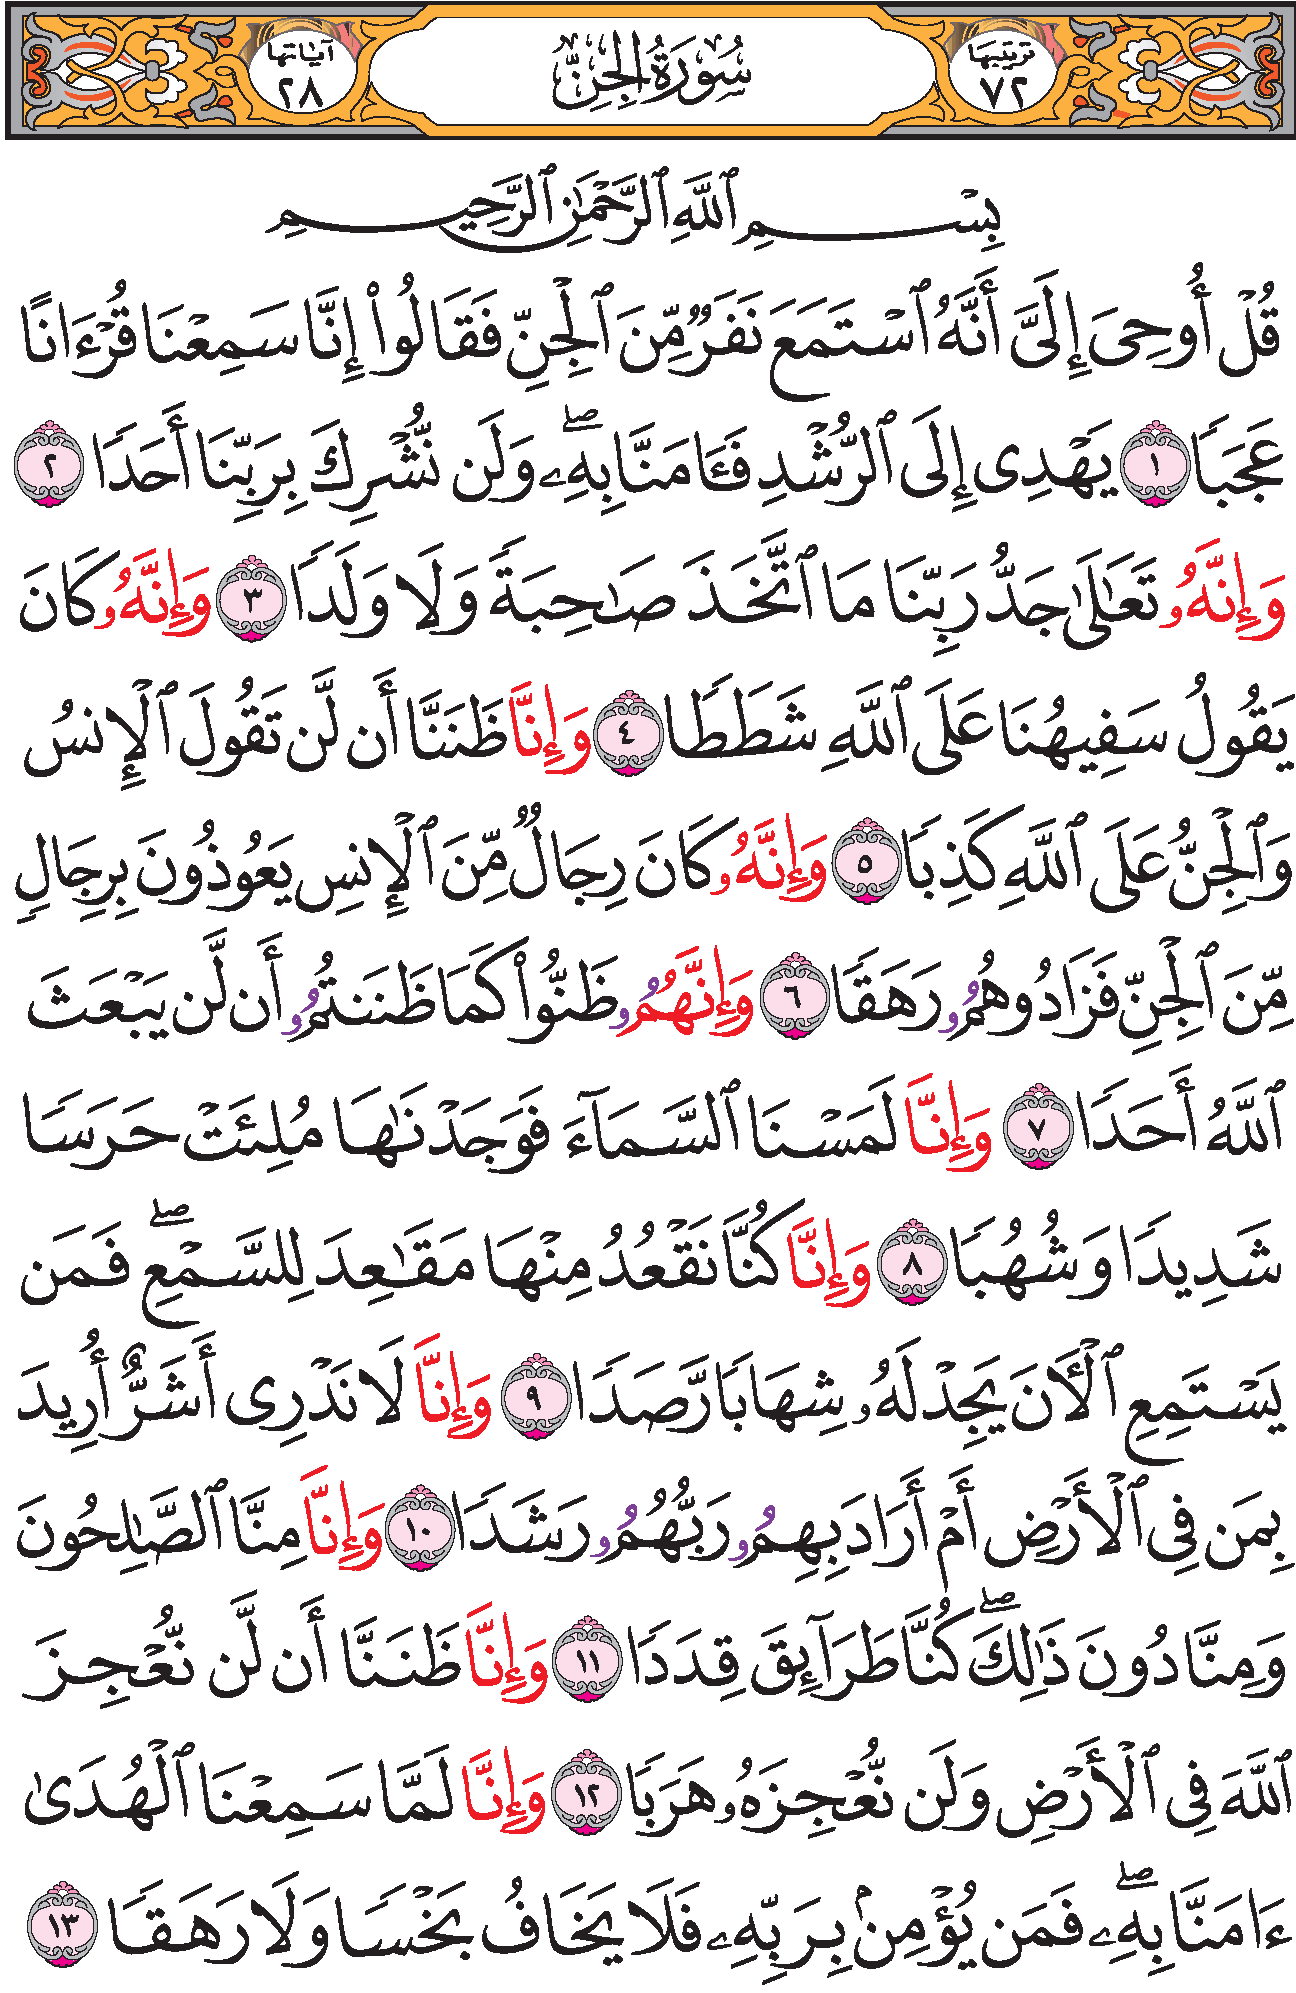 ترتيبها ٧٢ سُورَةُ الجِنِّ آياتها ٢٨
بِسْمِ ٱللَّهِ ٱلرَّحْمَٰنِ ٱلرَّحِيمِ
قُلْ أُوحِىَ إِلَىَّ أَنَّهُ ٱسْتَمَعَ نَفَرٌ مِّنَ ٱلْجِنِّ فَقَالُوا۟ إِنَّا سَمِعْنَا قُرْءَانًا
عَجَبًا ١ يَهْدِى إِلَى ٱلرُّشْدِ فَـَٔامَنَّا بِهِۦ ۖ وَلَن نُّشْرِكَ بِرَبِّنَا أَحَدًا ٢
وَإِنَّهُۥ تَعَٰلَىٰ جَدُّ رَبِّنَا مَا ٱتَّخَذَ صَٰحِبَةً وَلَا وَلَدًا ٣ وَإِنَّهُۥ كَانَ
يَقُولُ سَفِيهُنَا عَلَى ٱللَّهِ شَطَطًا ٤ وَإِنَّا ظَنَنَّا أَن لَّن تَقُولَ ٱلْإِنسُ
وَٱلْجِنُّ عَلَى ٱللَّهِ كَذِبًا ٥ وَإِنَّهُۥ كَانَ رِجَالٌ مِّنَ ٱلْإِنسِ يَعُوذُونَ بِرِجَالٍ
مِّنَ ٱلْجِنِّ فَزَادُوهُمُۥ رَهَقًا ٦ وَإِنَّهُمُۥ ظَنُّوا۟ كَمَا ظَنَنتُمُۥ أَن لَّن يَبْعَثَ
ٱللَّهُ أَحَدًا ٧ وَإِنَّا لَمَسْنَا ٱلسَّمَآءَ فَوَجَدْنَٰهَا مُلِئَتْ حَرَسًا
شَدِيدًا وَشُهُبًا ٨ وَإِنَّا كُنَّا نَقْعُدُ مِنْهَا مَقَٰعِدَ لِلسَّمْعِ ۖ فَمَن
يَسْتَمِعِ ٱلْـَٔانَ يَجِدْ لَهُۥ شِهَابًا رَّصَدًا ٩ وَإِنَّا لَا نَدْرِى أَشَرٌّ أُرِيدَ
بِمَن فِى ٱلْأَرْضِ أَمْ أَرَادَ بِهِمُۥ رَبُّهُمُۥ رَشَدًا ١٠ وَإِنَّا مِنَّا ٱلصَّٰلِحُونَ
وَمِنَّا دُونَ ذَٰلِكَ ۖ كُنَّا طَرَآئِقَ قِدَدًا ١١ وَإِنَّا ظَنَنَّا أَن لَّن نُّعْجِزَ
ٱللَّهَ فِى ٱلْأَرْضِ وَلَن نُّعْجِزَهُۥ هَرَبًا ١٢ وَإِنَّا لَمَّا سَمِعْنَا ٱلْهُدَىٰ
ءَامَنَّا بِهِۦ ۖ فَمَن يُؤْمِنۢ بِرَبِّهِۦ فَلَا يَخَافُ بَخْسًا وَلَا رَهَقًا ١٣